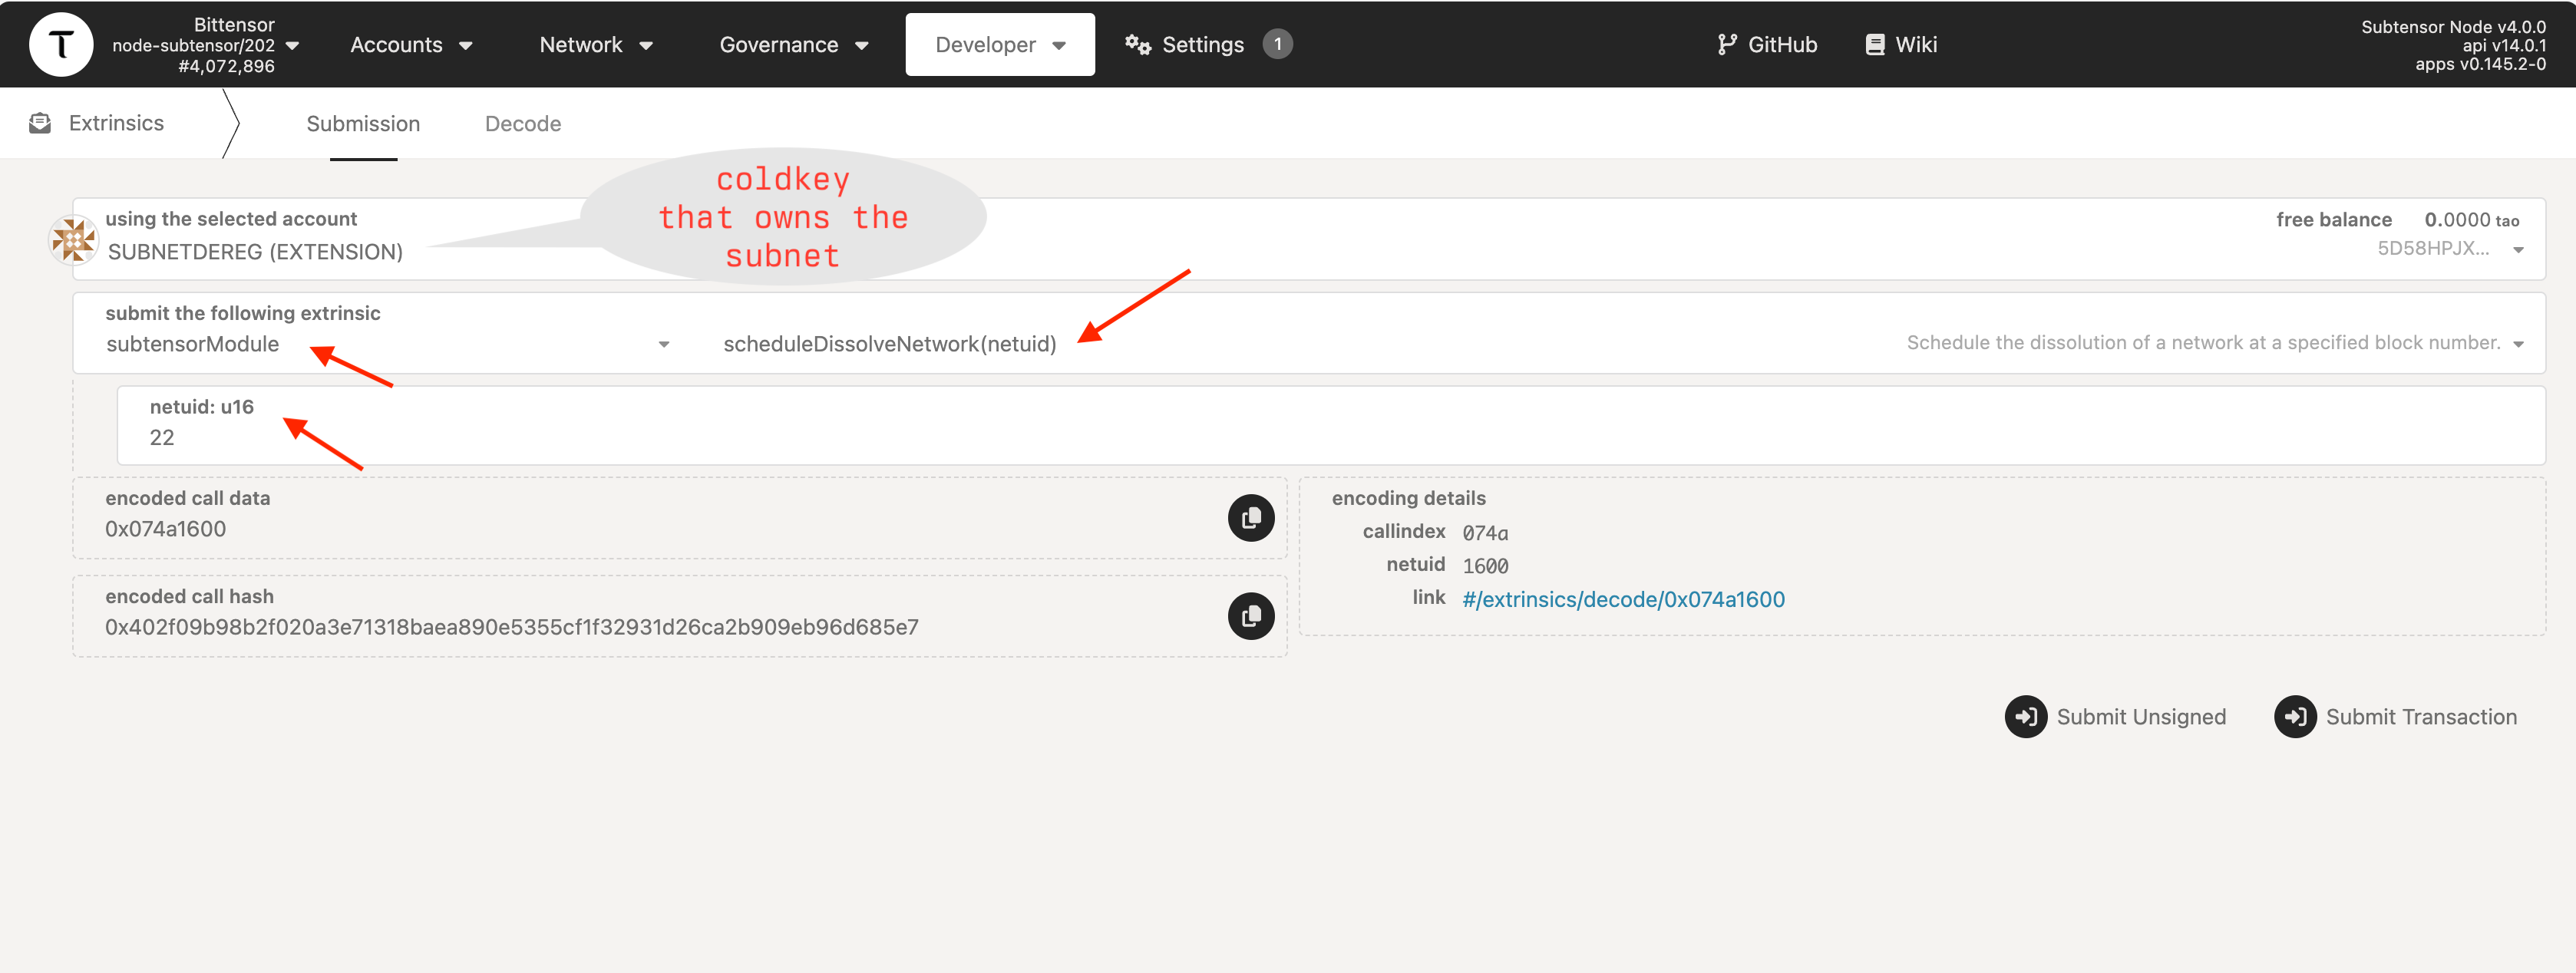 Bittensor
node-subtensor/202
#4,072,896
Accounts
Network
Governance
Developer
Settings
1
GitHub
Wiki
Subtensor Node v4.0.0
api v14.0.1
apps v0.145.2-0
Extrinsics
Submission
Decode
coldkey
that owns the
subnet
using the selected account
SUBNETDEREG (EXTENSION)
free balance 0.0000 tao
5D58HPJX...
submit the following extrinsic
subtensorModule
scheduleDissolveNetwork(netuid)
Schedule the dissolution of a network at a specified block number.
netuid: u16
22
encoded call data
0x074a1600
encoding details
callindex 074a
netuid 1600
link #/extrinsics/decode/0x074a1600
encoded call hash
0x402f09b98b2f020a3e71318baea890e5355cf1f32931d26ca2b909eb96d685e7
Submit Unsigned
Submit Transaction